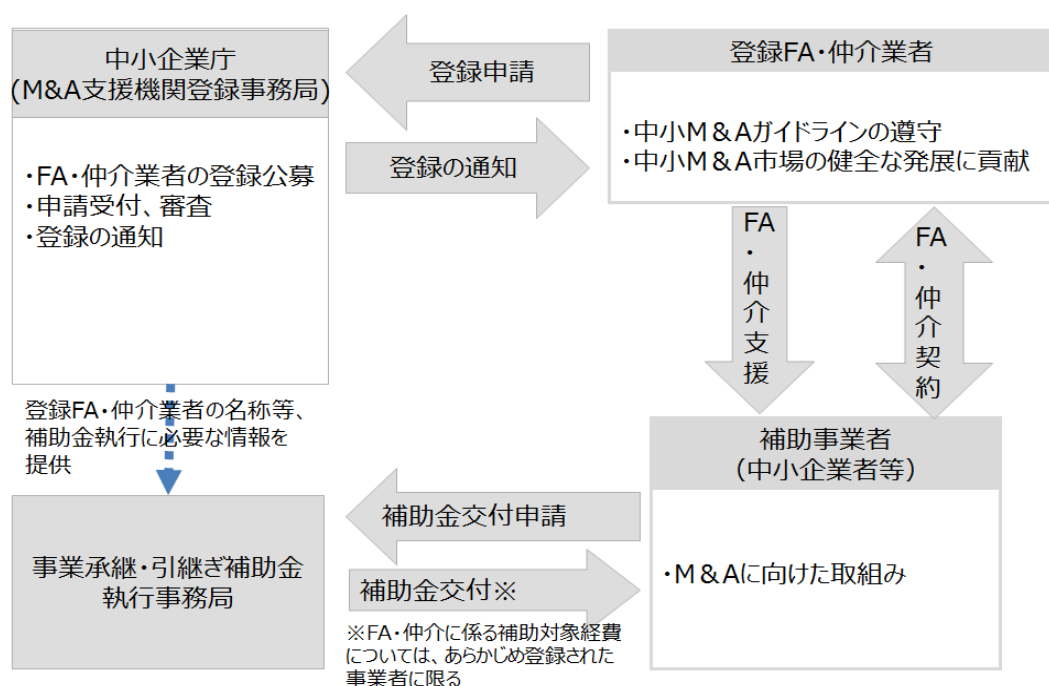 中小企業庁
(M&A支援機関登録事務局)
・FA・仲介業者の登録公募
・申請受付、審査
・登録の通知
登録申請
登録の通知
登録FA・仲介業者
・中小M&Aガイドラインの遵守
・中小M&A市場の健全な発展に貢献
FA・仲介支援
FA・仲介契約
登録FA・仲介業者の名称等、
補助金執行に必要な情報を
提供
事業承継・引継ぎ補助金
執行事務局
補助金交付申請
補助金交付※
※FA・仲介に係る補助対象経費
については、あらかじめ登録された
事業者に限る
補助事業者
(中小企業者等)
・M&Aに向けた取組み